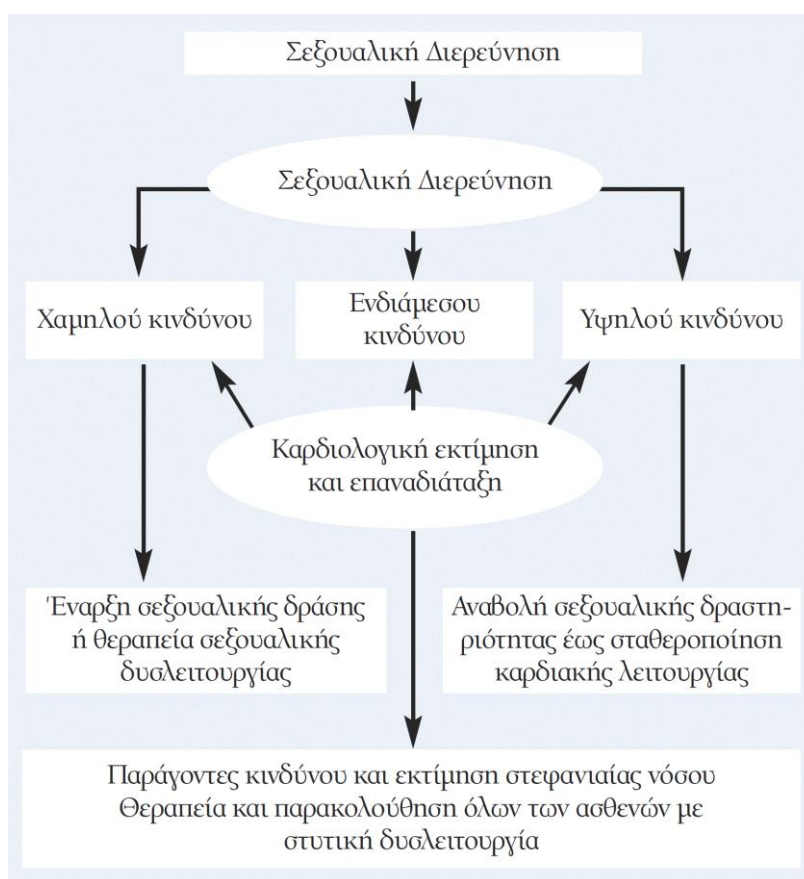 Σεξουαλική Διερεύνηση
Σεξουαλική Διερεύνηση
Χαμηλού κινδύνου
Ενδιάμεσου
κινδύνου
Υψηλού κινδύνου
Καρδιολογική εκτίμηση
και επαναδιάταξη
Έναρξη σεξουαλικής δράσης
ή θεραπεία σεξουαλικής
δυσλειτουργίας
Αναβολή σεξουαλικής δραστη-
ριότητας έως σταθεροποίηση
καρδιακής λειτουργίας
Παράγοντες κινδύνου και εκτίμηση στεφανιαίας νόσου
Θεραπεία και παρακολούθηση όλων των ασθενών με
στυτική δυσλειτουργία